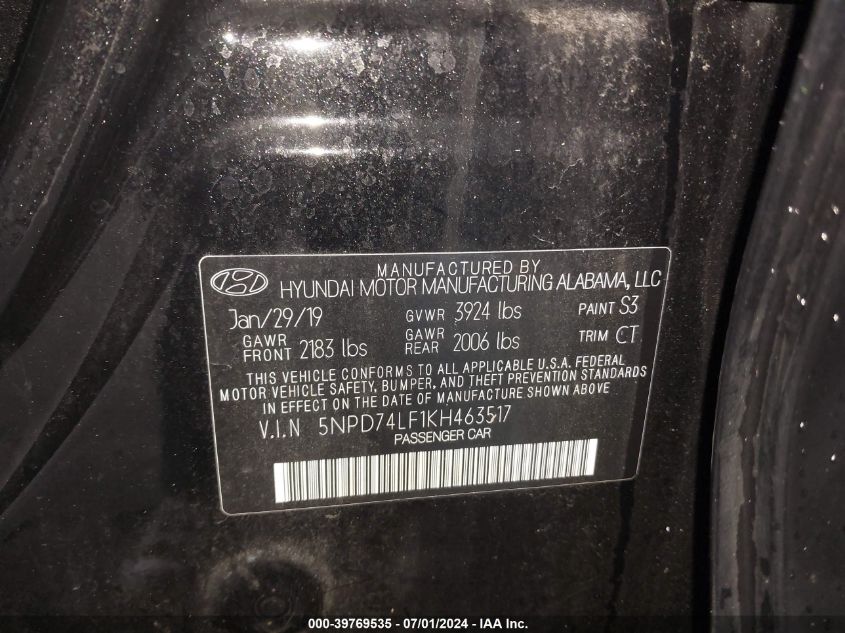 MANUFACTURED BY
HYUNDAI MOTOR MANUFACTURING ALABAMA, LLC
Jan/29/19 GVWR 3924 lbs PAINT S3
GAWR FRONT 2183 lbs GAWR REAR 2006 lbs TRIM CT
THIS VEHICLE CONFORMS TO ALL APPLICABLE U.S.A. FEDERAL
MOTOR VEHICLE SAFETY, BUMPER, AND THEFT PREVENTION STANDARDS
IN EFFECT ON THE DATE OF MANUFACTURE SHOWN ABOVE.
V.I.N 5NPD74LF1KH463517
PASSENGER CAR
000-39769535 - 07/01/2024 - IAA Inc.